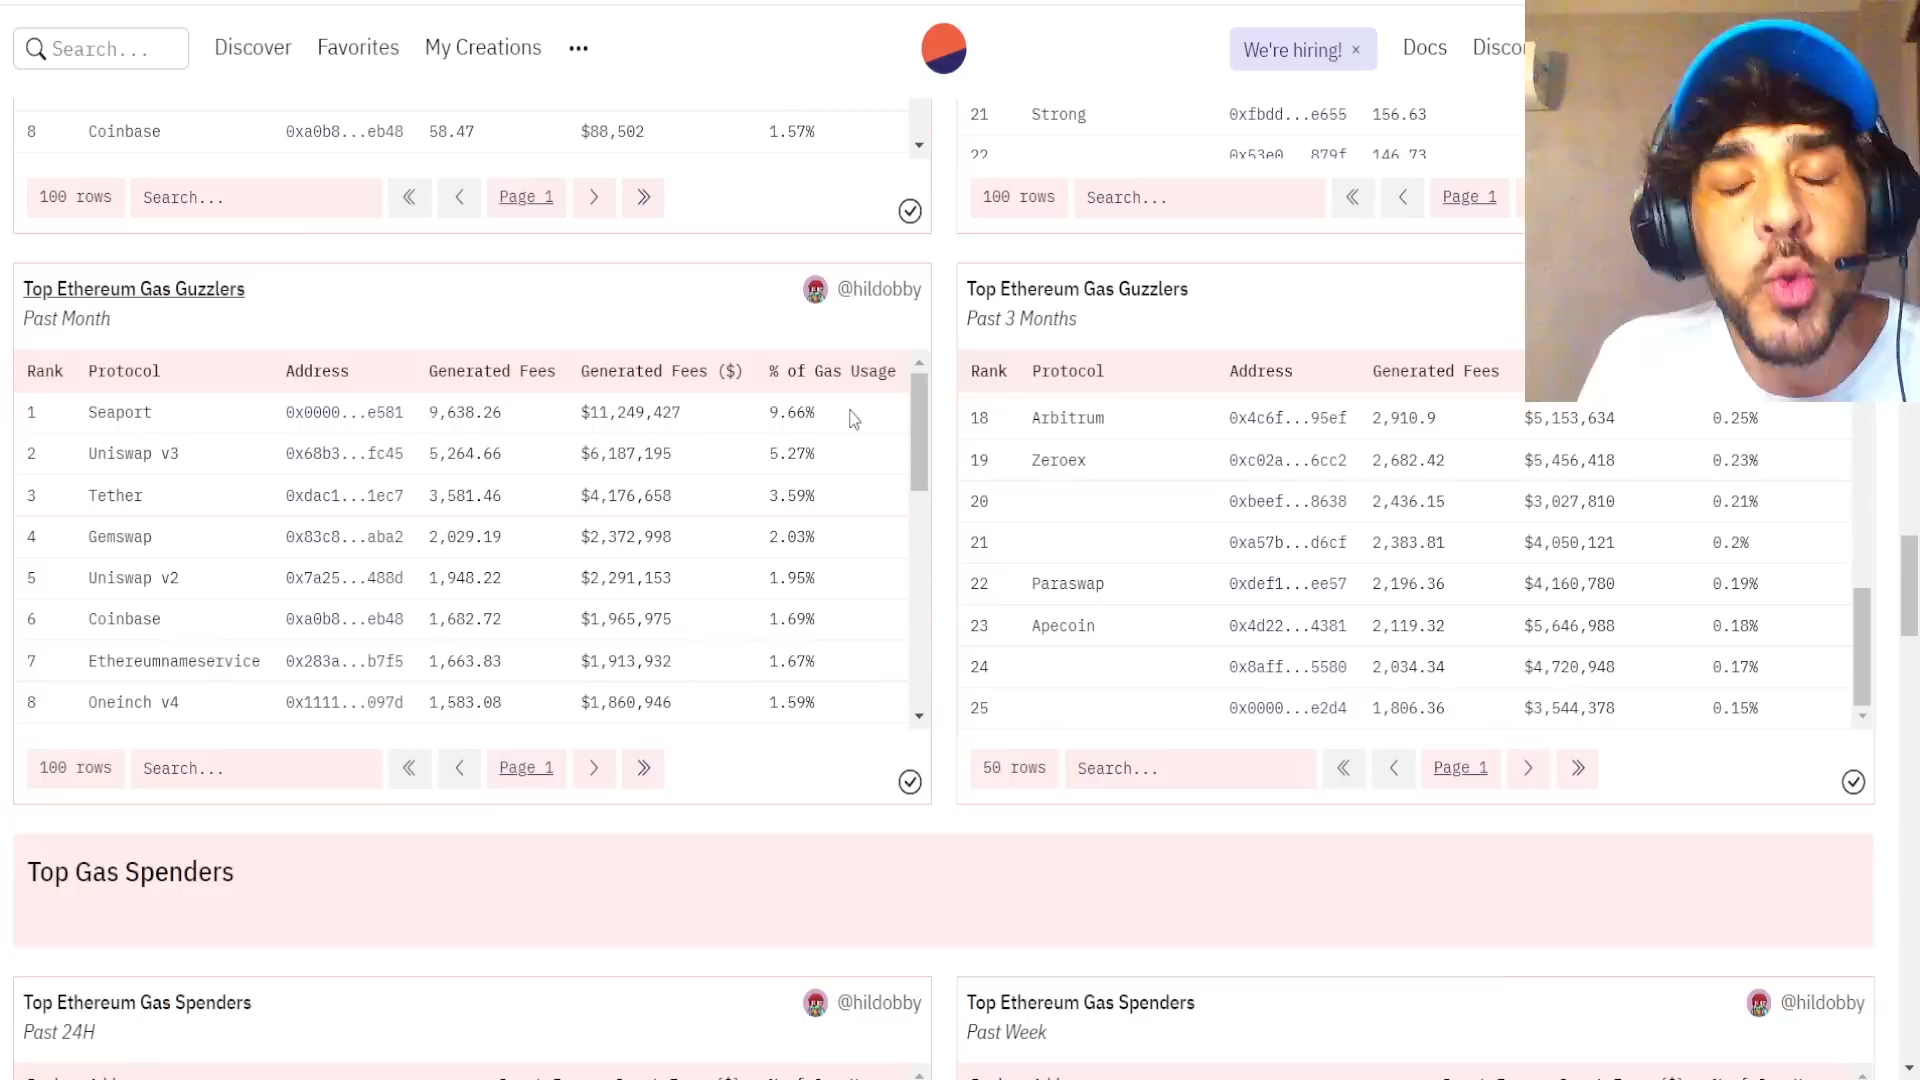 Search...
Discover
Favorites
My Creations
•••
We're hiring! ×
Docs
8 Coinbase 0xa0b8...eb48 58.47 $88,502 1.57%
100 rows Search... Page 1
21 Strong 0xfbdd...e655 156.63
22 0x53e0 879f 146.73
100 rows Search... Page 1
Top Ethereum Gas Guzzlers
@hildobby
Past Month
Rank Protocol Address Generated Fees Generated Fees ($) % of Gas Usage
1 Seaport 0x0000...e581 9,638.26 $11,249,427 9.66%
2 Uniswap v3 0x68b3...fc45 5,264.66 $6,187,195 5.27%
3 Tether 0xdac1...1ec7 3,581.46 $4,176,658 3.59%
4 Gemswap 0x83c8...aba2 2,029.19 $2,372,998 2.03%
5 Uniswap v2 0x7a25...488d 1,948.22 $2,291,153 1.95%
6 Coinbase 0xa0b8...eb48 1,682.72 $1,965,975 1.69%
7 Ethereumnameservice 0x283a...b7f5 1,663.83 $1,913,932 1.67%
8 Oneinch v4 0x1111...097d 1,583.08 $1,860,946 1.59%
100 rows Search... Page 1
Top Ethereum Gas Guzzlers
Past 3 Months
Rank Protocol Address Generated Fees
18 Arbitrum 0x4c6f...95ef 2,910.9 $5,153,634 0.25%
19 Zeroex 0xc02a...6cc2 2,682.42 $5,456,418 0.23%
20 0xbeef...8638 2,436.15 $3,027,810 0.21%
21 0xa57b...d6cf 2,383.81 $4,050,121 0.2%
22 Paraswap 0xdef1...ee57 2,196.36 $4,160,780 0.19%
23 Apecoin 0x4d22...4381 2,119.32 $5,646,988 0.18%
24 0x8aff...5580 2,034.34 $4,720,948 0.17%
25 0x0000...e2d4 1,806.36 $3,544,378 0.15%
50 rows Search... Page 1
Top Gas Spenders
Top Ethereum Gas Spenders
@hildobby
Past 24H
Top Ethereum Gas Spenders
@hildobby
Past Week